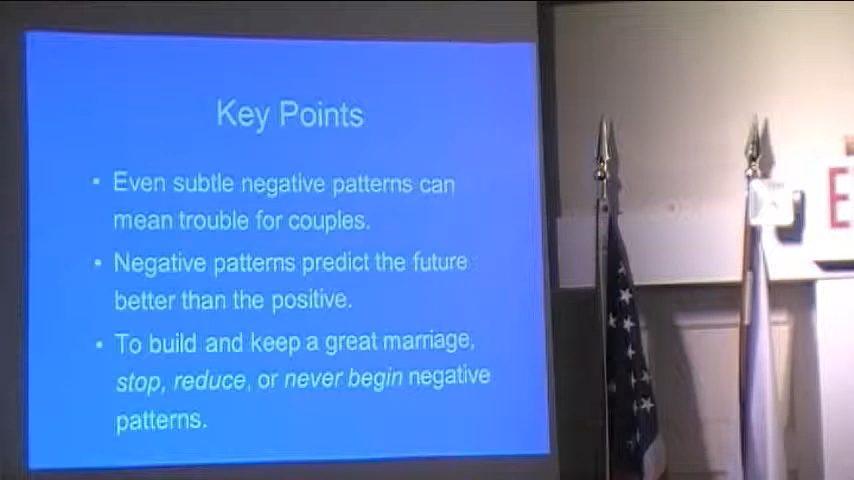 Key Points
• Even subtle negative patterns can
mean trouble for couples.
• Negative patterns predict the future
better than the positive.
• To build and keep a great marriage,
stop, reduce, or never begin negative
patterns.
E